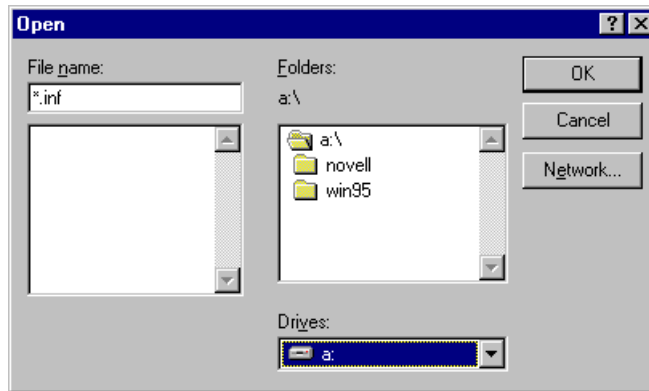 Open
File name:
*.inf
Folders:
a:\
a:\
novell
win95
Drives:
a:
OK
Cancel
Network...